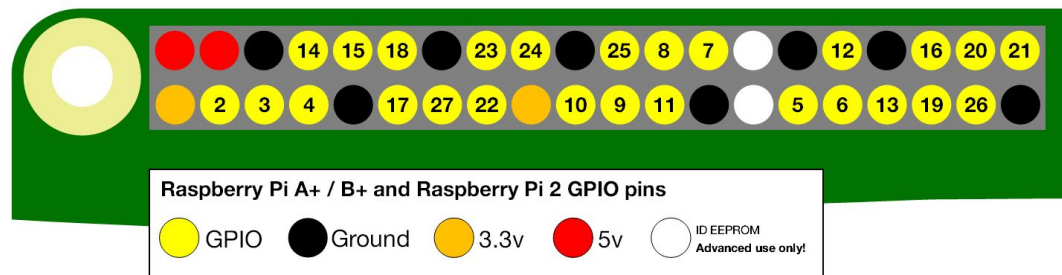 14 15 18 23 24 25 8 7 12 16 20 21
2 3 4 17 27 22 10 9 11 5 6 13 19 26
Raspberry Pi A+ / B+ and Raspberry Pi 2 GPIO pins
GPIO Ground 3.3v 5v ID EEPROM
Advanced use only!